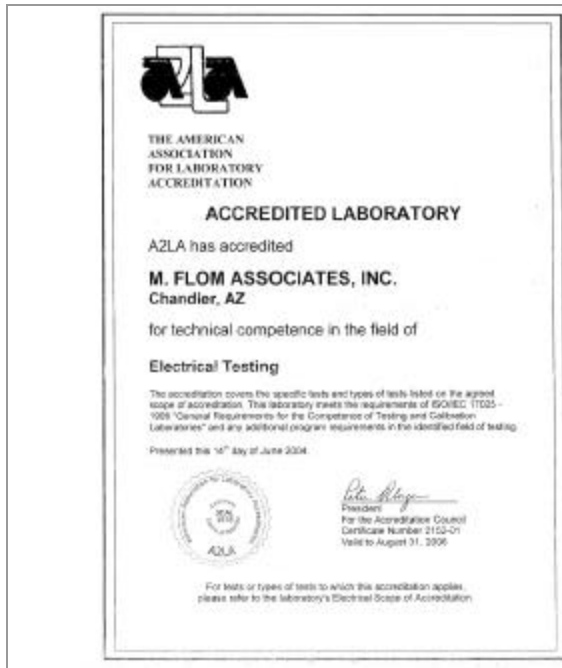 A2LA
THE AMERICAN
ASSOCIATION
FOR LABORATORY
ACCREDITATION
ACCREDITED LABORATORY
A2LA has accredited
M. FLOM ASSOCIATES, INC.
Chandler, AZ
for technical competence in the field of
Electrical Testing
The accreditation covers the specific tests and types of tests listed on the agreed
scope of accreditation. This laboratory meets the requirements of ISO/IEC 17025 -
1999 "General Requirements for the Competence of Testing and Calibration
Laboratories" and any additional program requirements in the identified field of testing.
Presented this 14th day of June 2004.
SEAL
A2LA
President
For the Accreditation Council
Certificate Number 2152-01
Valid to August 31, 2006
For tests or types of tests to which this accreditation applies,
please refer to the laboratory's Electrical Scope of Accreditation